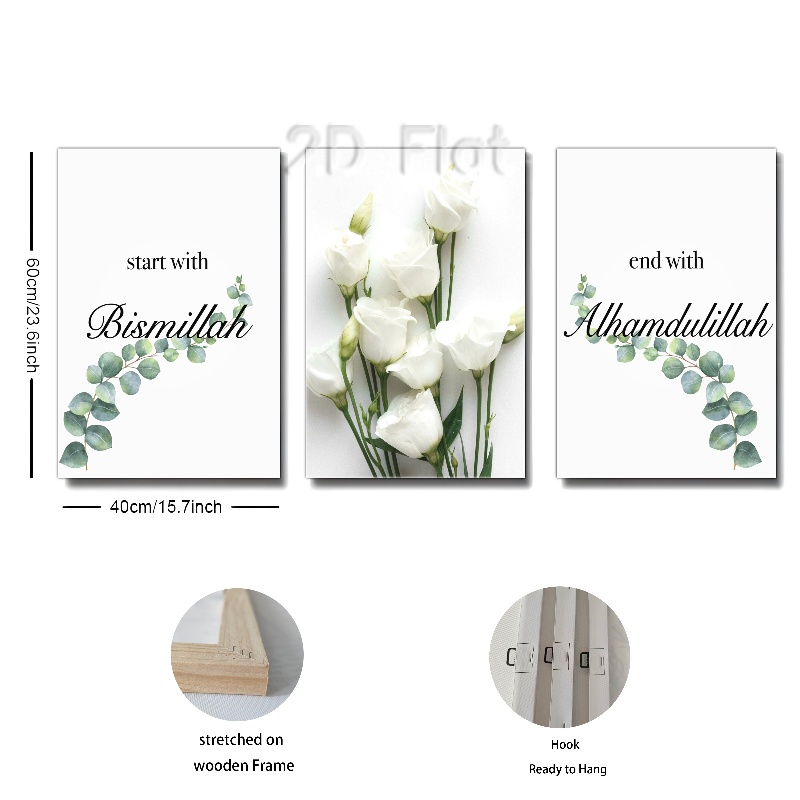 2D Flat
start with
Bismillah
end with
Alhamdulillah
60cm/23.6inch
40cm/15.7inch
stretched on
wooden Frame
Hook
Ready to Hang